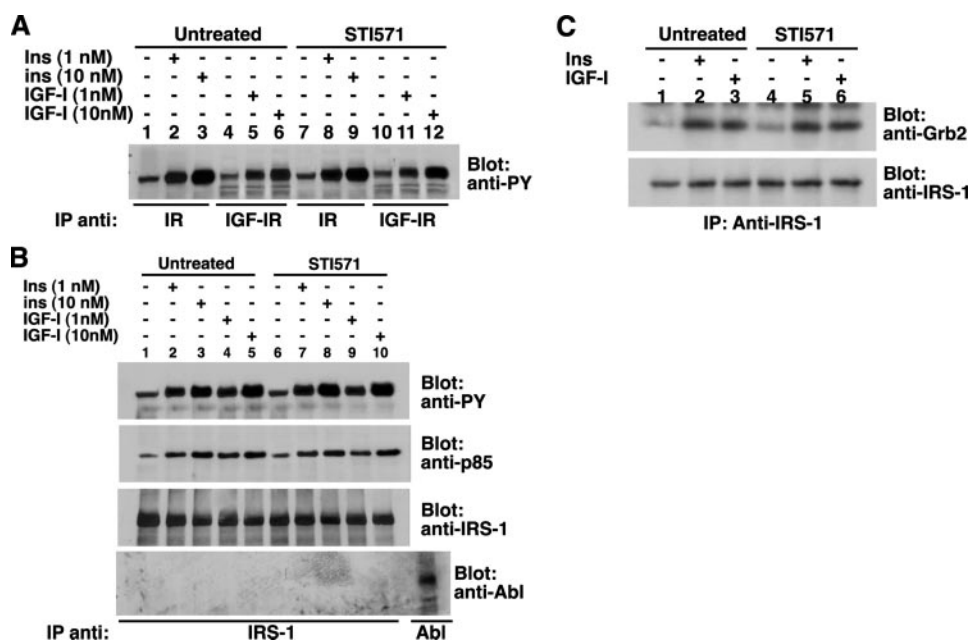 A
Untreated STI571
Ins (1 nM) - + - - - - - + - - - -
ins (10 nM) - - + - - - - - + - - -
IGF-I (1nM) - - - - + - - - - - + -
IGF-I (10nM) - - - - - + - - - - - +
1 2 3 4 5 6 7 8 9 10 11 12
Blot:
anti-PY
IP anti: IR IGF-IR IR IGF-IR
B
Untreated STI571
Ins (1 nM) - + - - - - + - - -
ins (10 nM) - - + - - - - + - -
IGF-I (1nM) - - - + - - - - + -
IGF-I (10nM) - - - - + - - - - +
1 2 3 4 5 6 7 8 9 10
Blot:
anti-PY
Blot:
anti-p85
Blot:
anti-IRS-1
Blot:
anti-Abl
IP anti: IRS-1 Abl
C
Untreated STI571
Ins - + - - + -
IGF-I - - + - - +
1 2 3 4 5 6
Blot:
anti-Grb2
Blot:
anti-IRS-1
IP: Anti-IRS-1